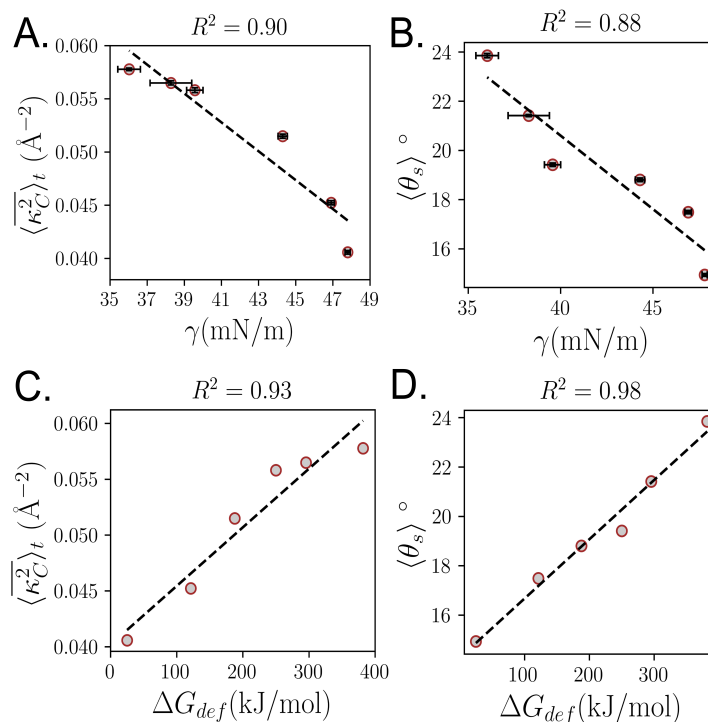 A.
R² = 0.90
0.060
0.055
0.050
0.045
0.040
⟨κ̅_C²⟩_t (Å⁻²)
35 37 39 41 43 45 47 49
γ(mN/m)
B.
R² = 0.88
24
22
20
18
16
⟨θ_s⟩ °
35 40 45
γ(mN/m)
C.
R² = 0.93
0.060
0.055
0.050
0.045
0.040
⟨κ̅_C²⟩_t (Å⁻²)
0 100 200 300 400
ΔG_def(kJ/mol)
D.
R² = 0.98
24
22
20
18
16
⟨θ_s⟩ °
100 200 300
ΔG_def(kJ/mol)